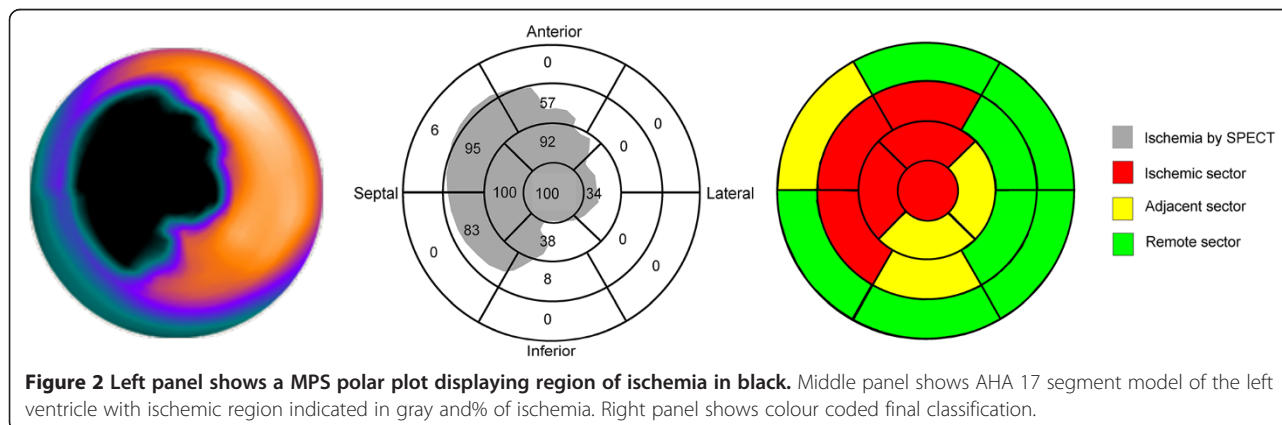 Anterior
0
57
6
0
95
92
0
Septal
100
100
34
0
Lateral
83
38
0
0
0
8
0
Inferior
Ischemia by SPECT
Ischemic sector
Adjacent sector
Remote sector
Figure 2 Left panel shows a MPS polar plot displaying region of ischemia in black. Middle panel shows AHA 17 segment model of the left
ventricle with ischemic region indicated in gray and% of ischemia. Right panel shows colour coded final classification.